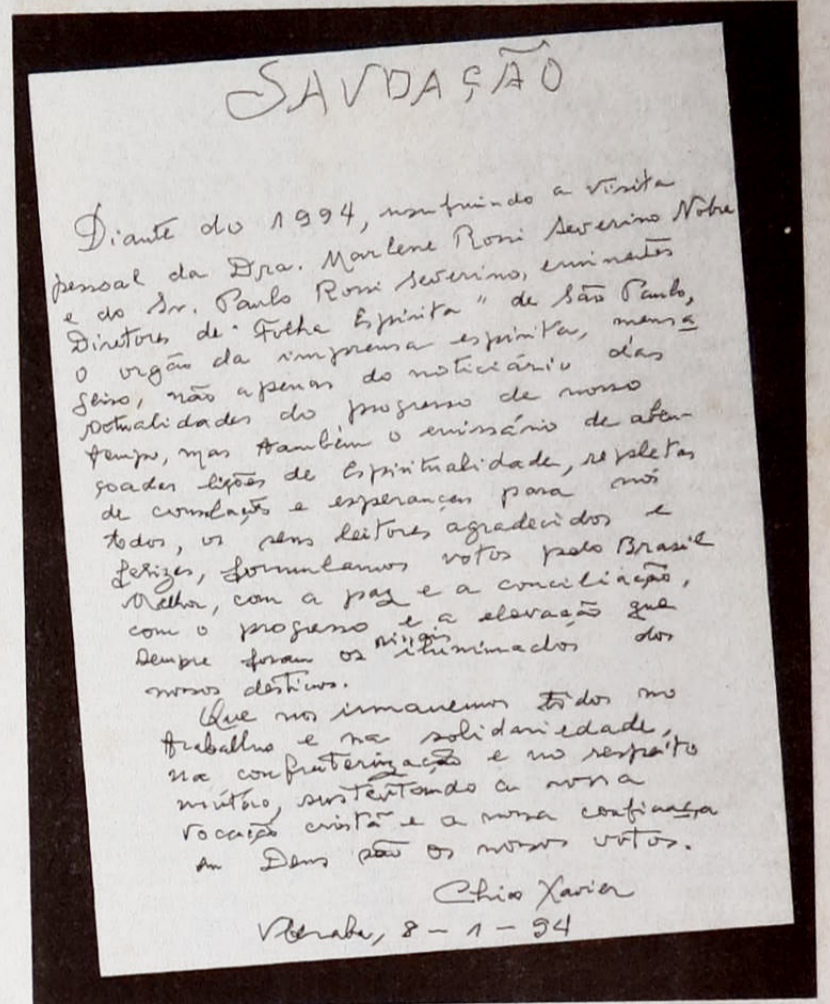 SAUDAÇÃO
Diante do 1994, usufruindo a visita
pessoal da Dra. Marlene Rossi Severino Nobre
e do Sr. Paulo Rossi Severino, eminentes
Diretores de "Folha Espírita" de São Paulo,
o orgão da imprensa espírita, mensa
geiro, não apenas do noticiário das
atualidades do progresso de nosso
tempo, mas também o emissário de aben-
çoadas lições de Espiritualidade, repletas
de consolação e esperanças para nós
todos, os seus leitores agradecidos e
felizes, formulamos votos pelo Brasil
Melhor, com a paz e a conciliação,
com o progresso e a elevação que
sempre foram os signos iluminados dos
nossos destinos.
Que nos irmanemos todos no
trabalho e na solidariedade,
na confraternização e no respeito
mútuo, sustentando a nossa
vocação cristã e a nossa confiança
em Deus são os nossos votos.
Chico Xavier
Uberaba, 8 - 1 - 94